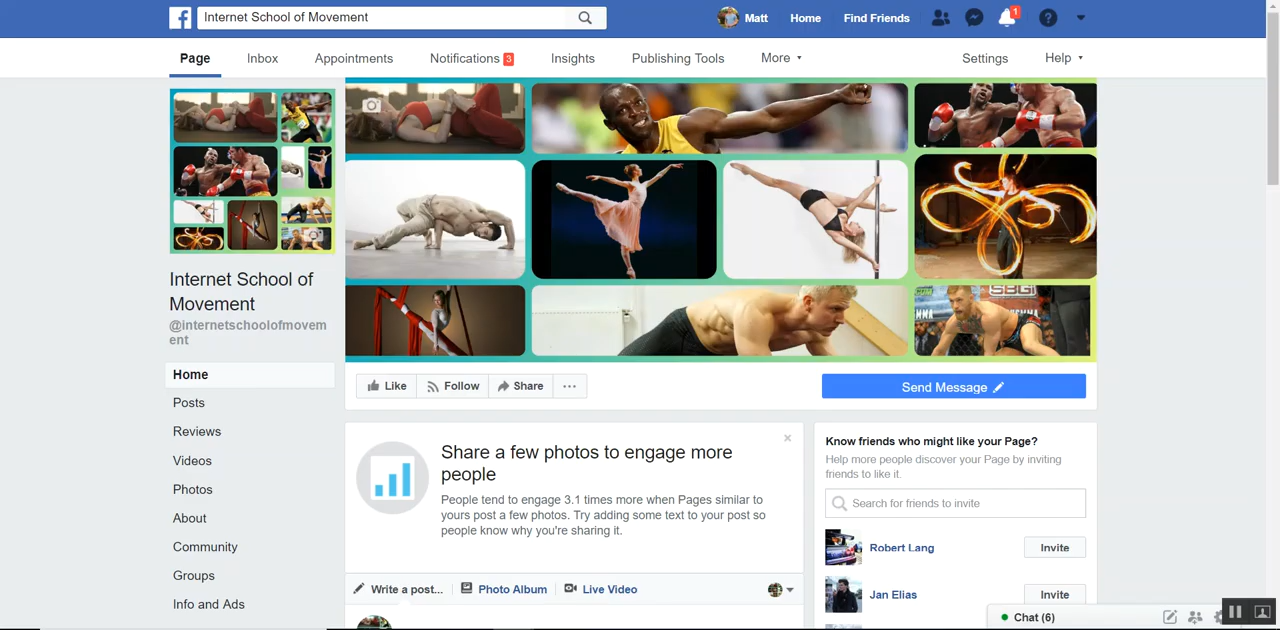 Internet School of Movement
Matt
Home
Find Friends
1
Page
Inbox
Appointments
Notifications 3
Insights
Publishing Tools
More
Settings
Help
Internet School of
Movement
@internetschoolofmovem
ent
Home
Posts
Reviews
Videos
Photos
About
Community
Groups
Info and Ads
SBG
MMA
Like
Follow
Share
Send Message
Share a few photos to engage more
people
People tend to engage 3.1 times more when Pages similar to
yours post a few photos. Try adding some text to your post so
people know why you're sharing it.
Write a post...
Photo Album
Live Video
Know friends who might like your Page?
Help more people discover your Page by inviting
friends to like it.
Search for friends to invite
Robert Lang
Invite
Jan Elias
Invite
Chat (6)